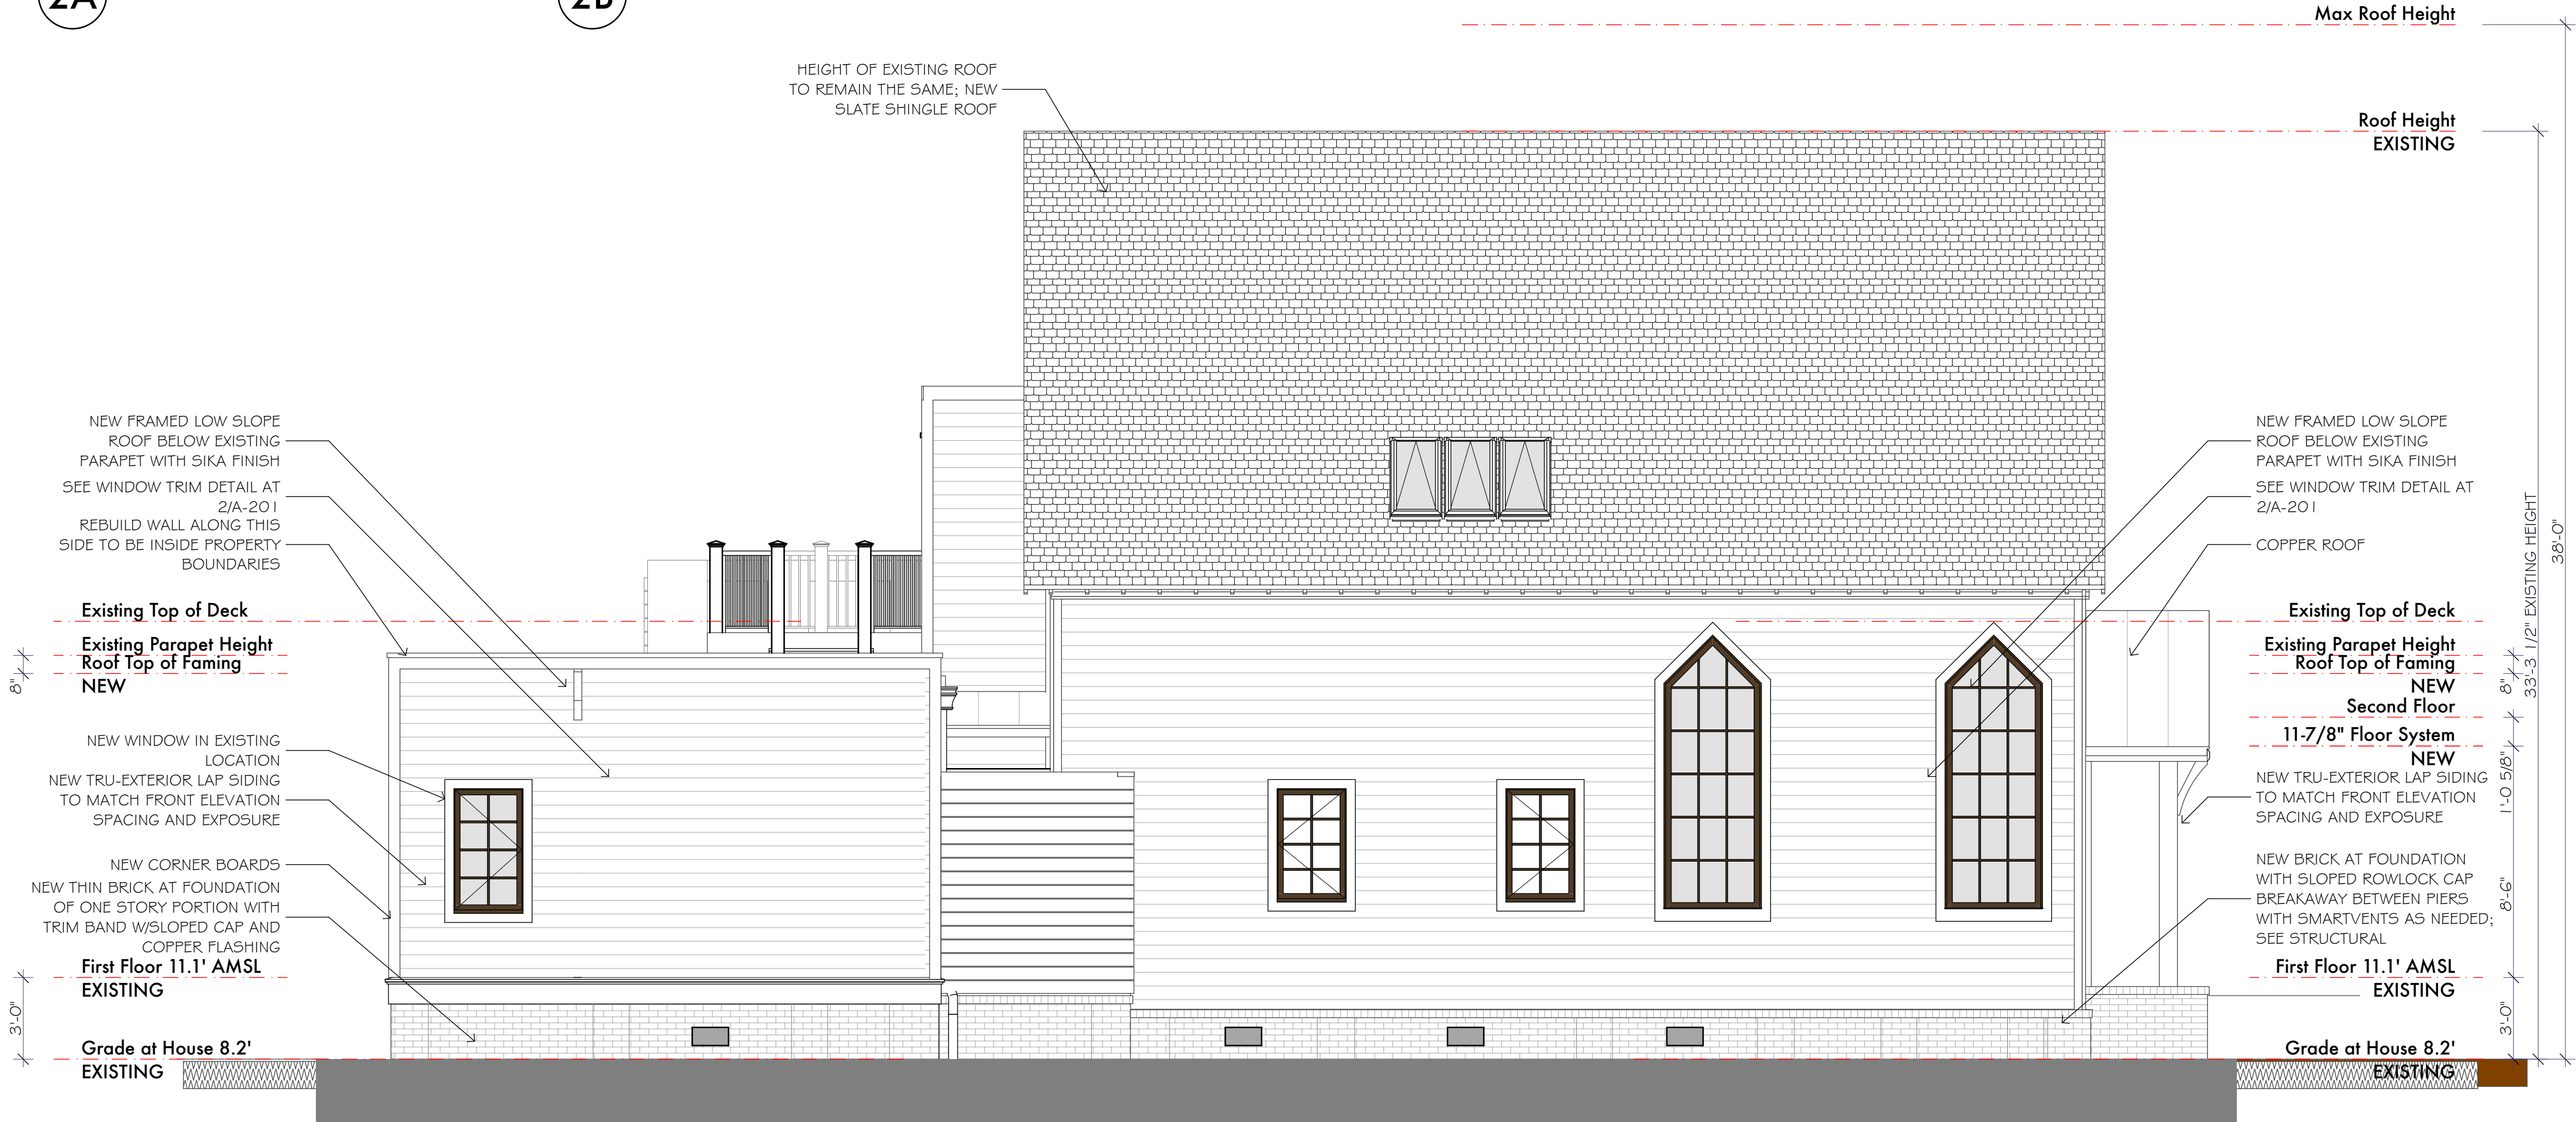 2A
2B
Max Roof Height
HEIGHT OF EXISTING ROOF
TO REMAIN THE SAME; NEW
SLATE SHINGLE ROOF
Roof Height
EXISTING
NEW FRAMED LOW SLOPE
ROOF BELOW EXISTING
PARAPET WITH SIKA FINISH
SEE WINDOW TRIM DETAIL AT
2/A-201
REBUILD WALL ALONG THIS
SIDE TO BE INSIDE PROPERTY
BOUNDARIES
Existing Top of Deck
Existing Parapet Height
Roof Top of Faming
NEW
8"
NEW WINDOW IN EXISTING
LOCATION
NEW TRU-EXTERIOR LAP SIDING
TO MATCH FRONT ELEVATION
SPACING AND EXPOSURE
NEW CORNER BOARDS
NEW THIN BRICK AT FOUNDATION
OF ONE STORY PORTION WITH
TRIM BAND W/SLOPED CAP AND
COPPER FLASHING
First Floor 11.1' AMSL
EXISTING
3'-0"
Grade at House 8.2'
EXISTING
NEW FRAMED LOW SLOPE
ROOF BELOW EXISTING
PARAPET WITH SIKA FINISH
SEE WINDOW TRIM DETAIL AT
2/A-201
COPPER ROOF
Existing Top of Deck
Existing Parapet Height
Roof Top of Faming
NEW
Second Floor
11-7/8" Floor System
NEW
NEW TRU-EXTERIOR LAP SIDING
TO MATCH FRONT ELEVATION
SPACING AND EXPOSURE
NEW BRICK AT FOUNDATION
WITH SLOPED ROWLOCK CAP
BREAKAWAY BETWEEN PIERS
WITH SMARTVENTS AS NEEDED;
SEE STRUCTURAL
First Floor 11.1' AMSL
EXISTING
Grade at House 8.2'
EXISTING
8"
1'-0 5/8"
8'-6"
3'-0"
33'-3 1/2" EXISTING HEIGHT
38'-0"